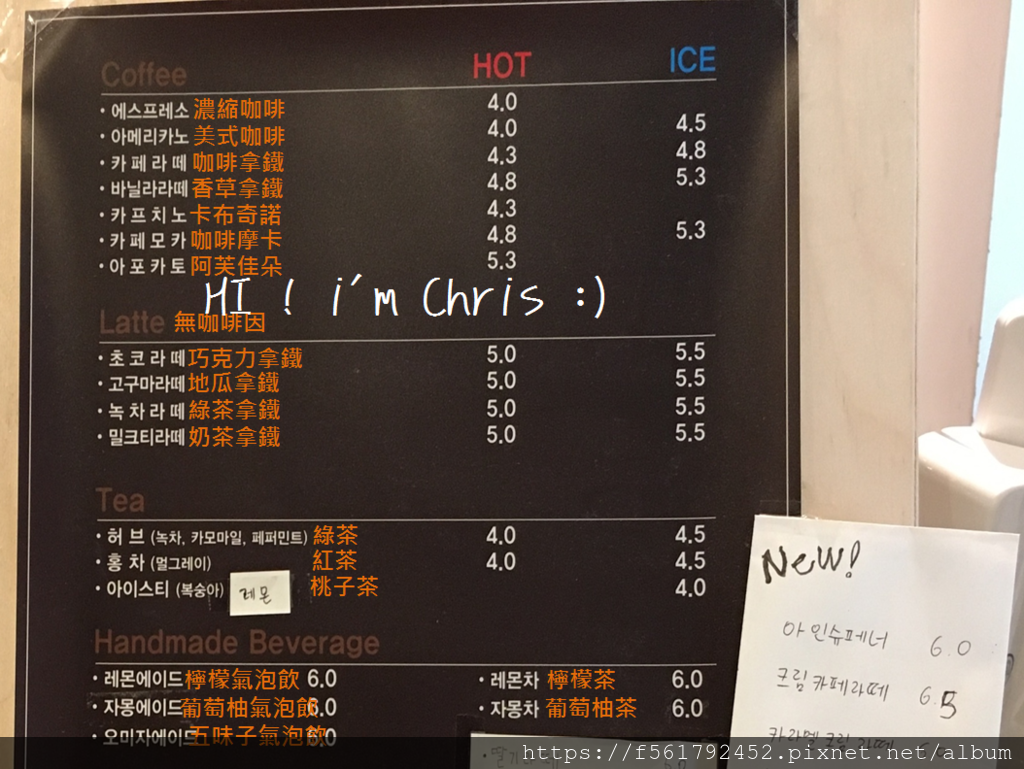 Coffee HOT ICE
· 에스프레소 濃縮咖啡 4.0
· 아메리카노 美式咖啡 4.0 4.5
· 카페라떼 咖啡拿鐵 4.3 4.8
· 바닐라라떼 香草拿鐵 4.8 5.3
· 카프치노 卡布奇諾 4.3
· 카페모카 咖啡摩卡 4.8 5.3
· 아포카토 阿芙佳朵 5.3
HI ! i'm Chris :)
Latte 無咖啡因
· 초코라떼 巧克力拿鐵 5.0 5.5
· 고구마라떼 地瓜拿鐵 5.0 5.5
· 녹차라떼 綠茶拿鐵 5.0 5.5
· 밀크티라떼 奶茶拿鐵 5.0 5.5
Tea
· 허브 (녹차, 카모마일, 페퍼민트) 綠茶 4.0 4.5
· 홍차 (멀그레이) 紅茶 4.0 4.5
· 아이스티 (복숭아) 레몬 桃子茶 4.0
Handmade Beverage
· 레몬에이드 檸檬氣泡飲 6.0
· 자몽에이드 葡萄柚氣泡飲 6.0
· 오미자에이드 五味子氣泡飲 6.0
· 레몬차 檸檬茶 6.0
· 자몽차 葡萄柚茶 6.0
NeW!
아인슈페너 6.0
크림카페라떼 6.5
카라멜크림라떼
https://f561792452.pixnet.net/album